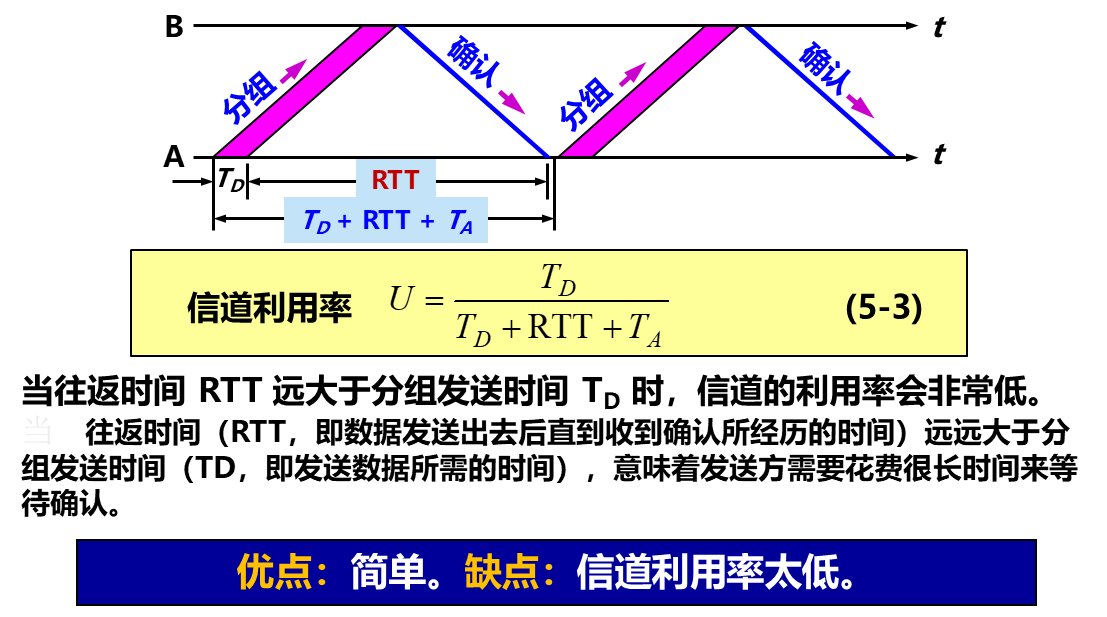 B
t
分组
确认
分组
确认
A
t
T_D
RTT
T_D + RTT + T_A
信道利用率 U = T_D / (T_D + RTT + T_A) (5-3)
当往返时间 RTT 远大于分组发送时间 T_D 时，信道的利用率会非常低。
当 往返时间（RTT，即数据发送出去后直到收到确认所经历的时间）远远大于分
组发送时间（TD，即发送数据所需的时间），意味着发送方需要花费很长时间来等
待确认。
优点：简单。缺点：信道利用率太低。